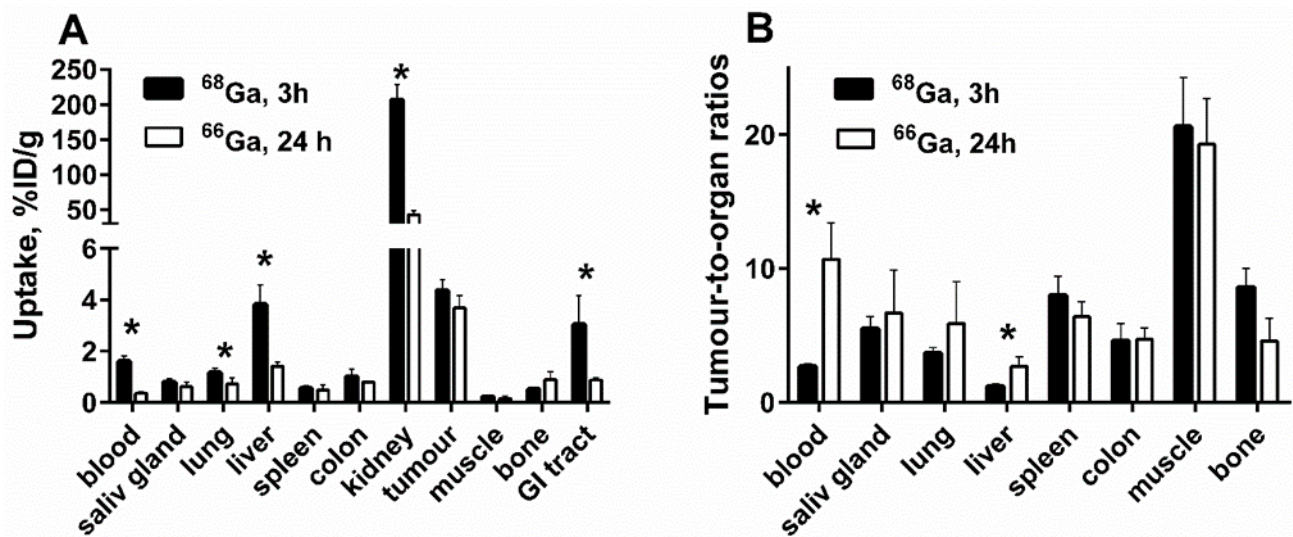 A
Uptake, %ID/g
250
200
150
100
50
6
4
2
0
⁶⁸Ga, 3h
⁶⁶Ga, 24 h
*
*
*
*
*
blood
saliv gland
lung
liver
spleen
colon
kidney
tumour
muscle
bone
GI tract
B
Tumour-to-organ ratios
20
10
0
⁶⁸Ga, 3h
⁶⁶Ga, 24h
*
*
blood
saliv gland
lung
liver
spleen
colon
muscle
bone